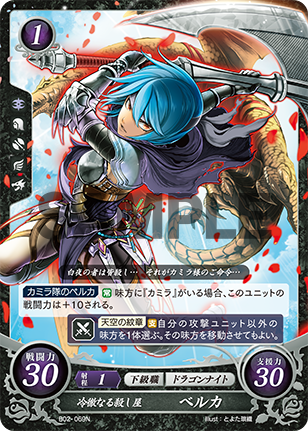 1
SAMPLE
白夜の者は皆殺し… それがカミラ様のご命令…
カミラ隊のベルカ 常 味方に『カミラ』がいる場合、このユニットの
戦闘力は+10される。
天空の紋章 支 自分の攻撃ユニット以外の
味方を1体選ぶ。その味方を移動させてもよい。
戦闘力 30
射程 1 下級職 ドラゴンナイト
支援力 30
冷徹なる殺し屋 ベルカ
B02-069N
Illust:とよた瑣織